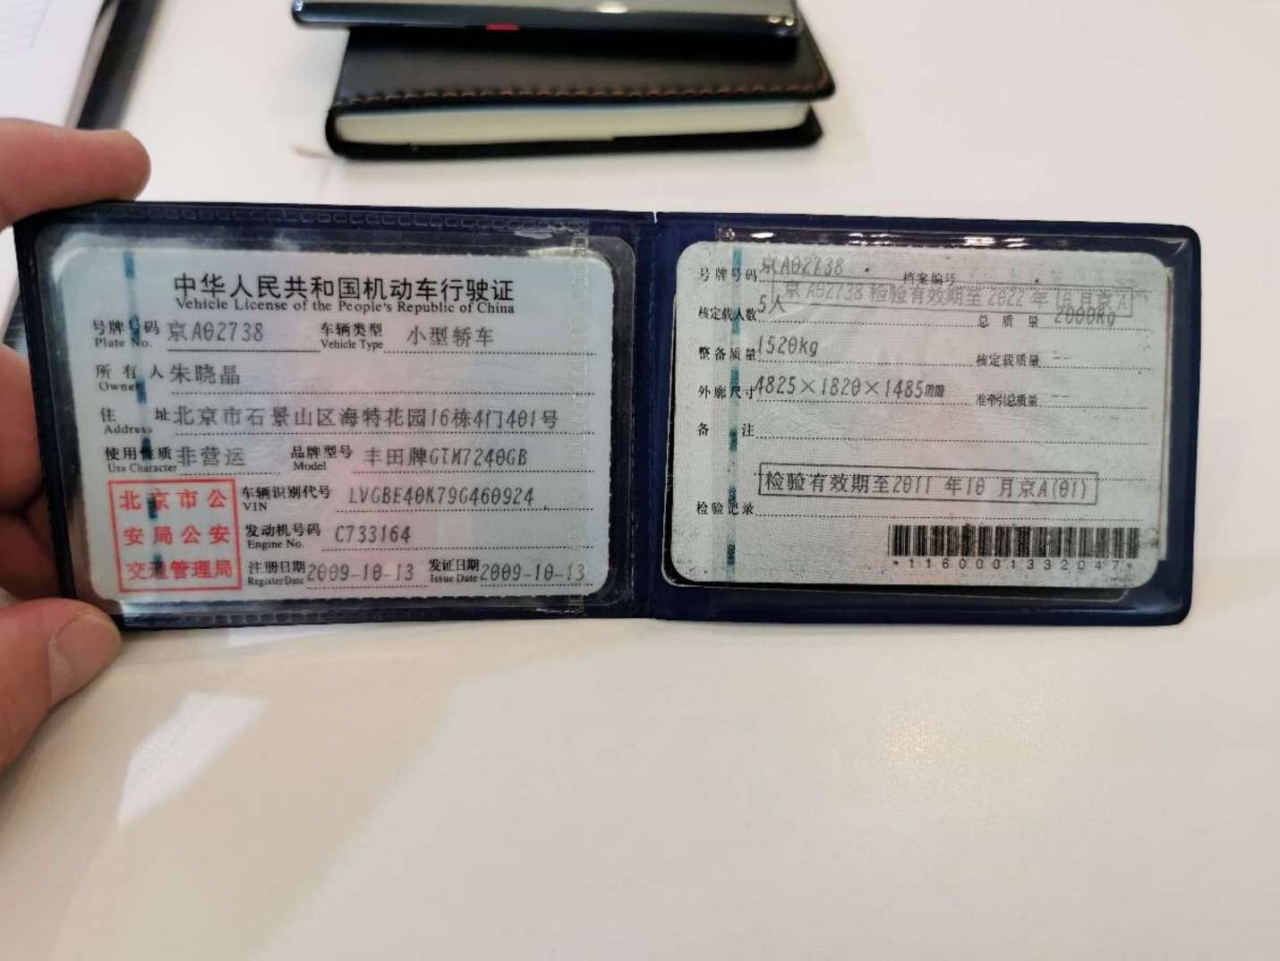 中华人民共和国机动车行驶证
Vehicle License of the People's Republic of China
号牌号码 京A02738 车辆类型 小型轿车
Plate No. Vehicle Type
所有人 朱晓晶
Owner
住址 北京市石景山区海特花园16栋4门401号
Address
使用性质 非营运 品牌型号 丰田牌GTM7240GB
Use Character Model
北京市公
安局公安
交通管理局
车辆识别代号 LVGBE40K79G460924
VIN
发动机号码 C733164
Engine No.
注册日期 2009-10-13 发证日期 2009-10-13
Register Date Issue Date
号牌号码 京A02738 档案编号
京A02738 检验有效期至2022年10月京A
核定载人数 5人 总质量 2000kg
整备质量 1520kg 核定载质量 --
外廓尺寸 4825×1820×1485mm 准牵引总质量 --
备注
检验有效期至2011年10月京A(01)
检验记录
*1160001332047*